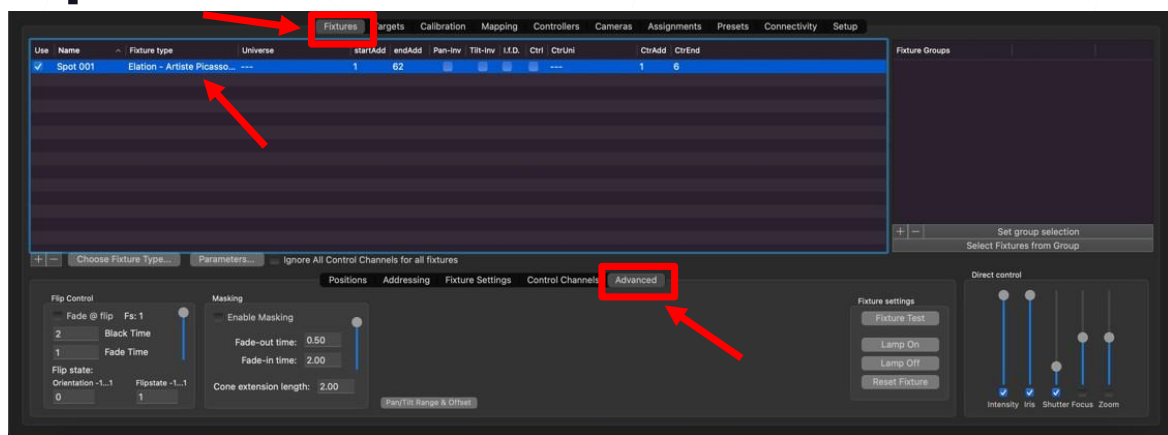 Fixtures Targets Calibration Mapping Controllers Cameras Assignments Presets Connectivity Setup
Use Name Fixture type Universe startAdd endAdd Pan-Inv Tilt-Inv I.f.D. Ctrl CtrUni CtrAdd CtrEnd
Spot 001 Elation - Artiste Picasso... --- 1 62 --- 1 6
Fixture Groups
+ - Set group selection
Select Fixtures from Group
+ - Choose Fixture Type... Parameters... Ignore All Control Channels for all fixtures
Positions Addressing Fixture Settings Control Channels Advanced
Flip Control
Fade @ flip Fs: 1
2 Black Time
1 Fade Time
Flip state:
Orientation -1...1 Flipstate -1...1
0 1
Masking
Enable Masking
Fade-out time: 0.50
Fade-in time: 2.00
Cone extension length: 2.00
Pan/Tilt Range & Offset
Fixture settings
Fixture Test
Lamp On
Lamp Off
Reset Fixture
Direct control
Intensity Iris Shutter Focus Zoom